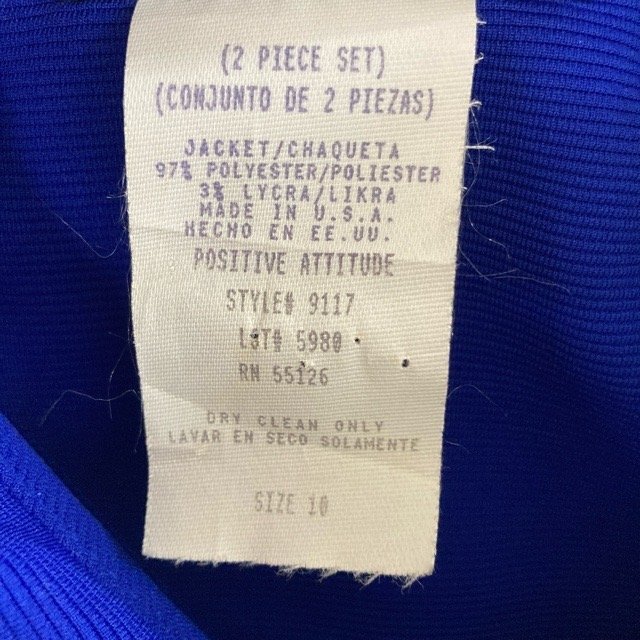 (2 PIECE SET)
(CONJUNTO DE 2 PIEZAS)
JACKET/CHAQUETA
97% POLYESTER/POLIESTER
3% LYCRA/LIKRA
MADE IN U.S.A.
HECHO EN EE.UU.
POSITIVE ATTITUDE
STYLE# 9117
LOT# 5980
RN 55126
DRY CLEAN ONLY
LAVAR EN SECO SOLAMENTE
SIZE 10